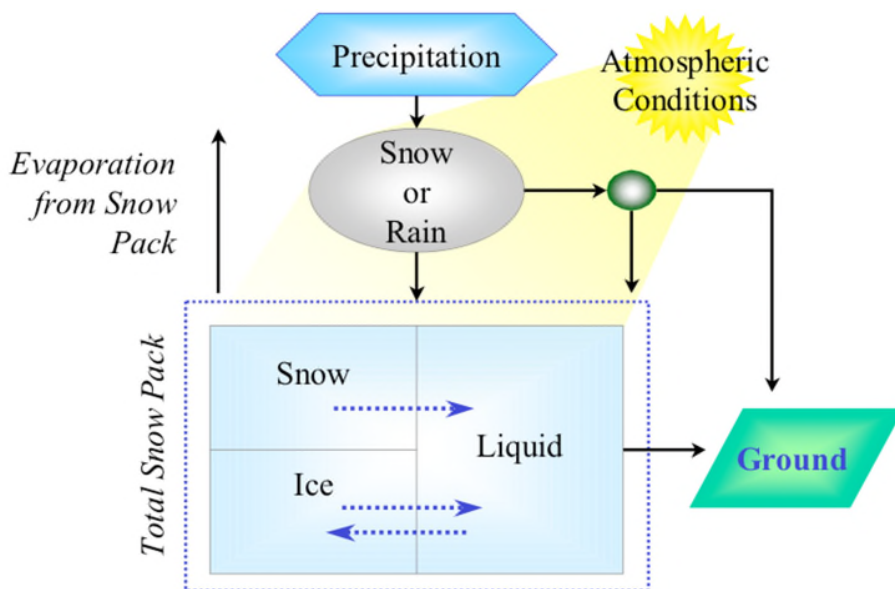 Precipitation
Atmospheric
Conditions
Snow
or
Rain
Evaporation
from Snow
Pack
Total Snow Pack
Snow
Liquid
Ice
Ground